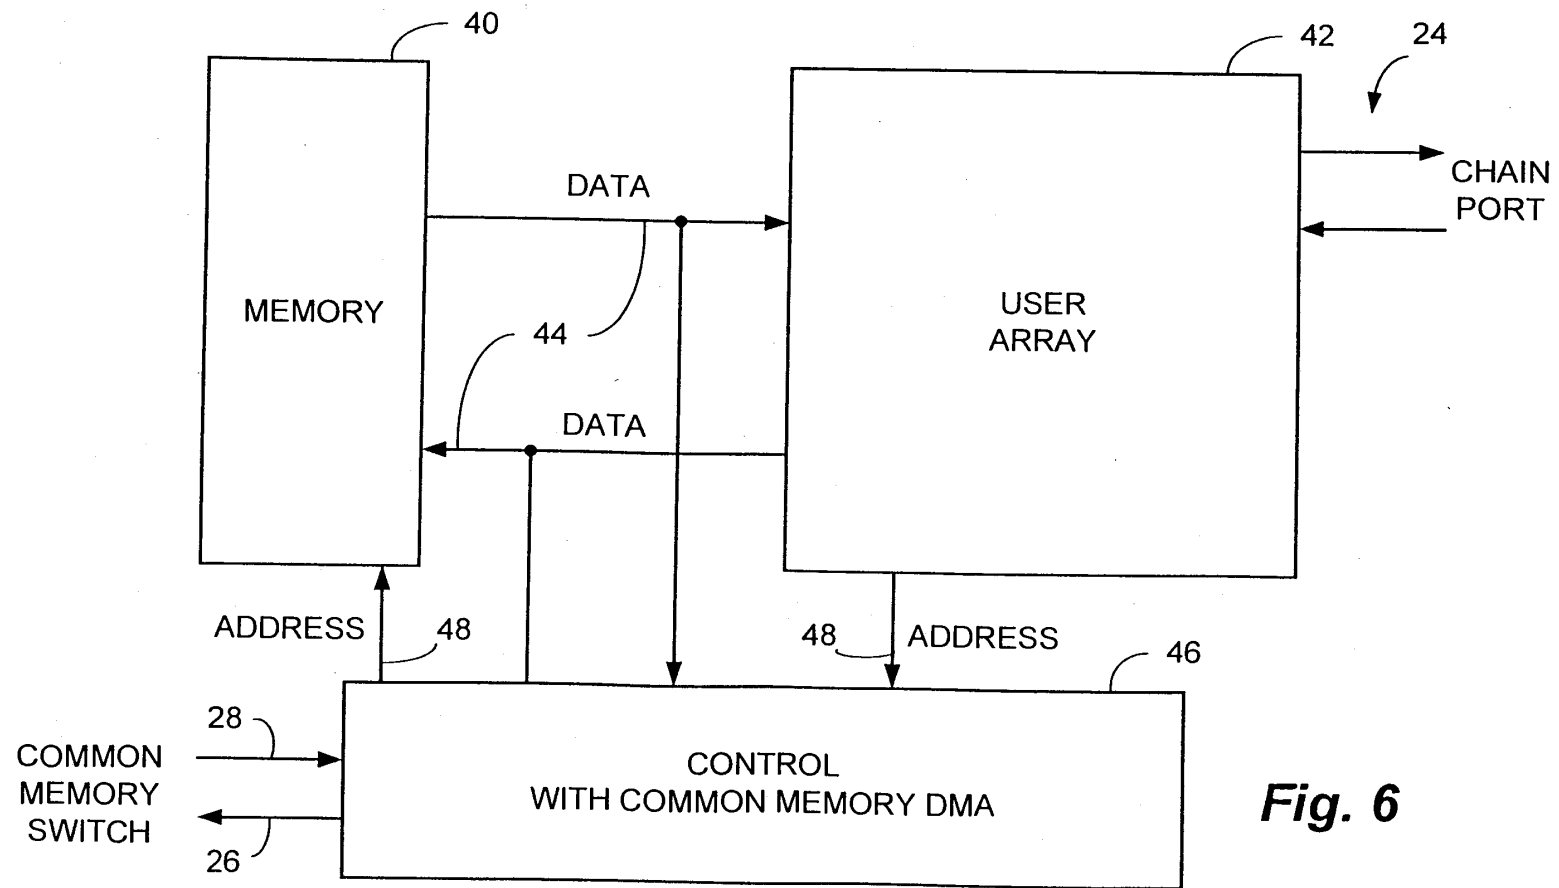 40
42
24
DATA
CHAIN
PORT
MEMORY
USER
ARRAY
44
DATA
ADDRESS
48
48
ADDRESS
46
28
COMMON
MEMORY
SWITCH
26
CONTROL
WITH COMMON MEMORY DMA
Fig. 6